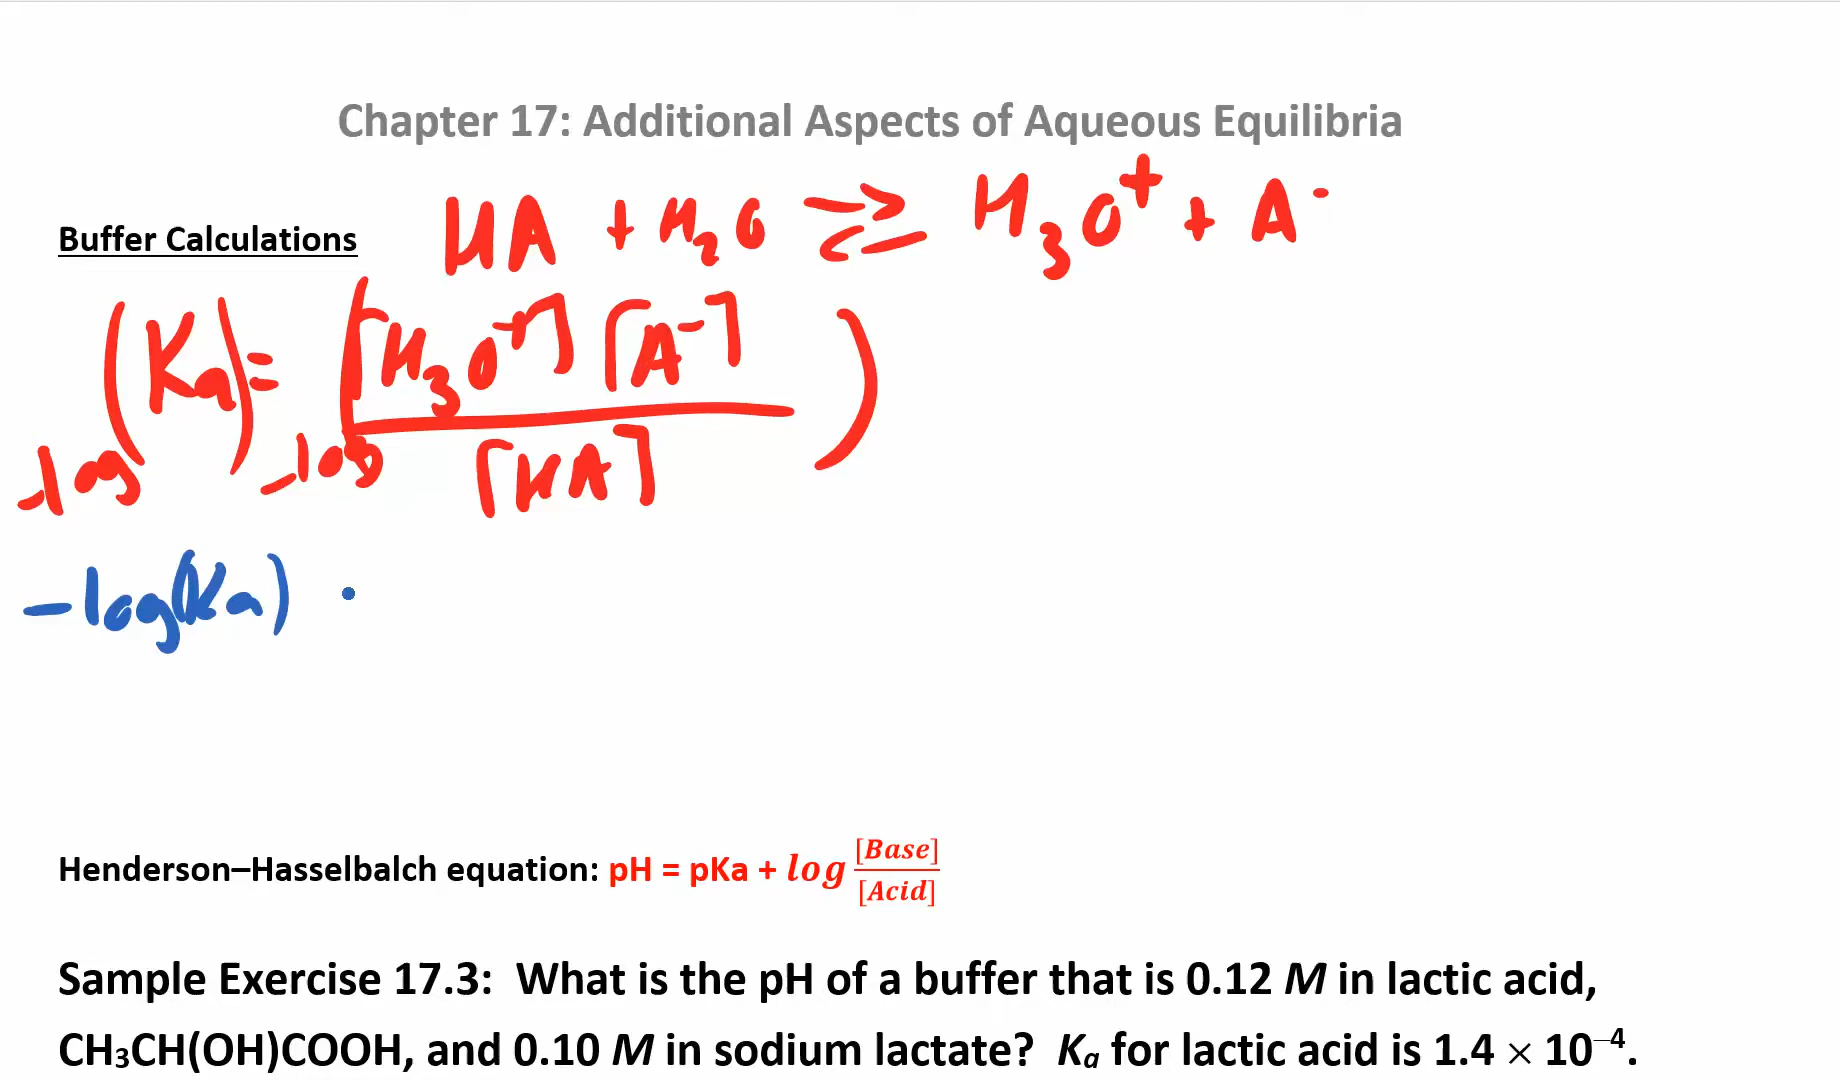 Chapter 17: Additional Aspects of Aqueous Equilibria
Buffer Calculations
HA + H₂O ⇌ H₃O⁺ + A⁻
-log(Ka) = -log([H₃O⁺][A⁻] / [HA])
-log(Ka)
Henderson–Hasselbalch equation: pH = pKa + log [Base]/[Acid]
Sample Exercise 17.3: What is the pH of a buffer that is 0.12 M in lactic acid,
CH₃CH(OH)COOH, and 0.10 M in sodium lactate? Kₐ for lactic acid is 1.4 × 10⁻⁴.